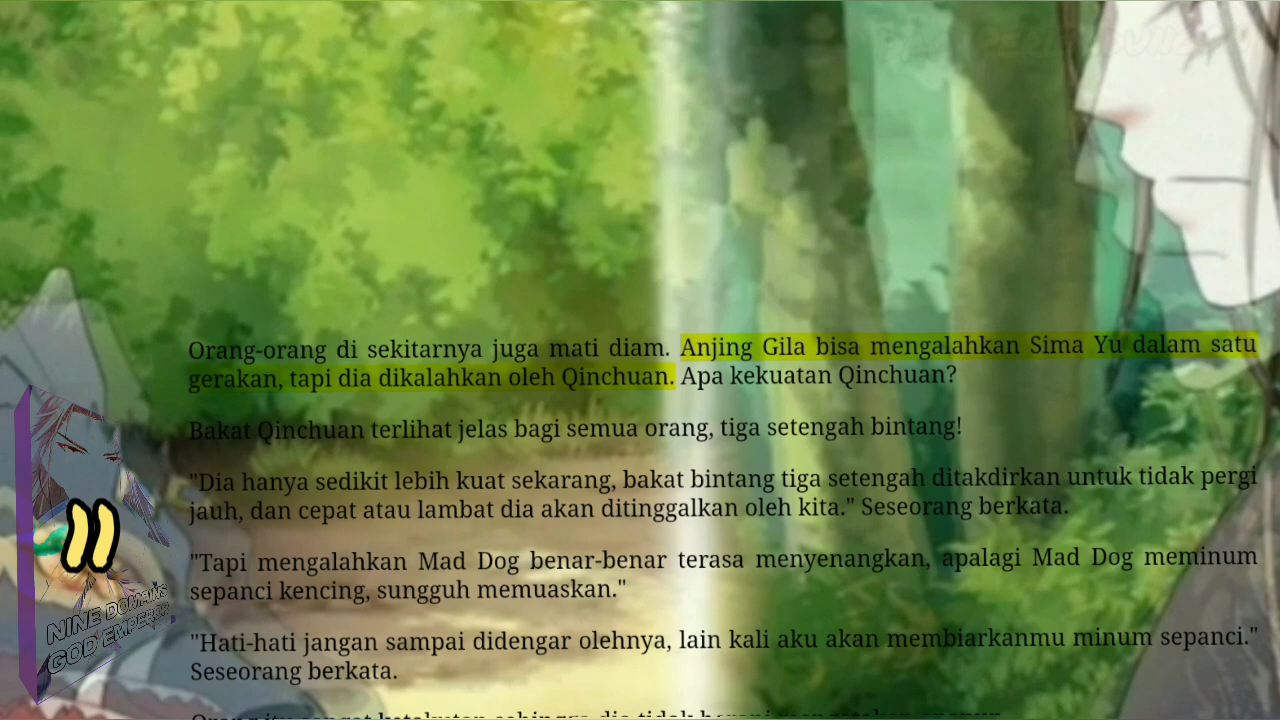 Orang-orang di sekitarnya juga mati diam. Anjing Gila bisa mengalahkan Sima Yu dalam satu
gerakan, tapi dia dikalahkan oleh Qinchuan. Apa kekuatan Qinchuan?
Bakat Qinchuan terlihat jelas bagi semua orang, tiga setengah bintang!
"Dia hanya sedikit lebih kuat sekarang, bakat bintang tiga setengah ditakdirkan untuk tidak pergi
jauh, dan cepat atau lambat dia akan ditinggalkan oleh kita." Seseorang berkata.
"Tapi mengalahkan Mad Dog benar-benar terasa menyenangkan, apalagi Mad Dog meminum
sepanci kencing, sungguh memuaskan."
"Hati-hati jangan sampai didengar olehnya, lain kali aku akan membiarkanmu minum sepanci."
Seseorang berkata.
NINE DOMAINS
GOD EMPEROR